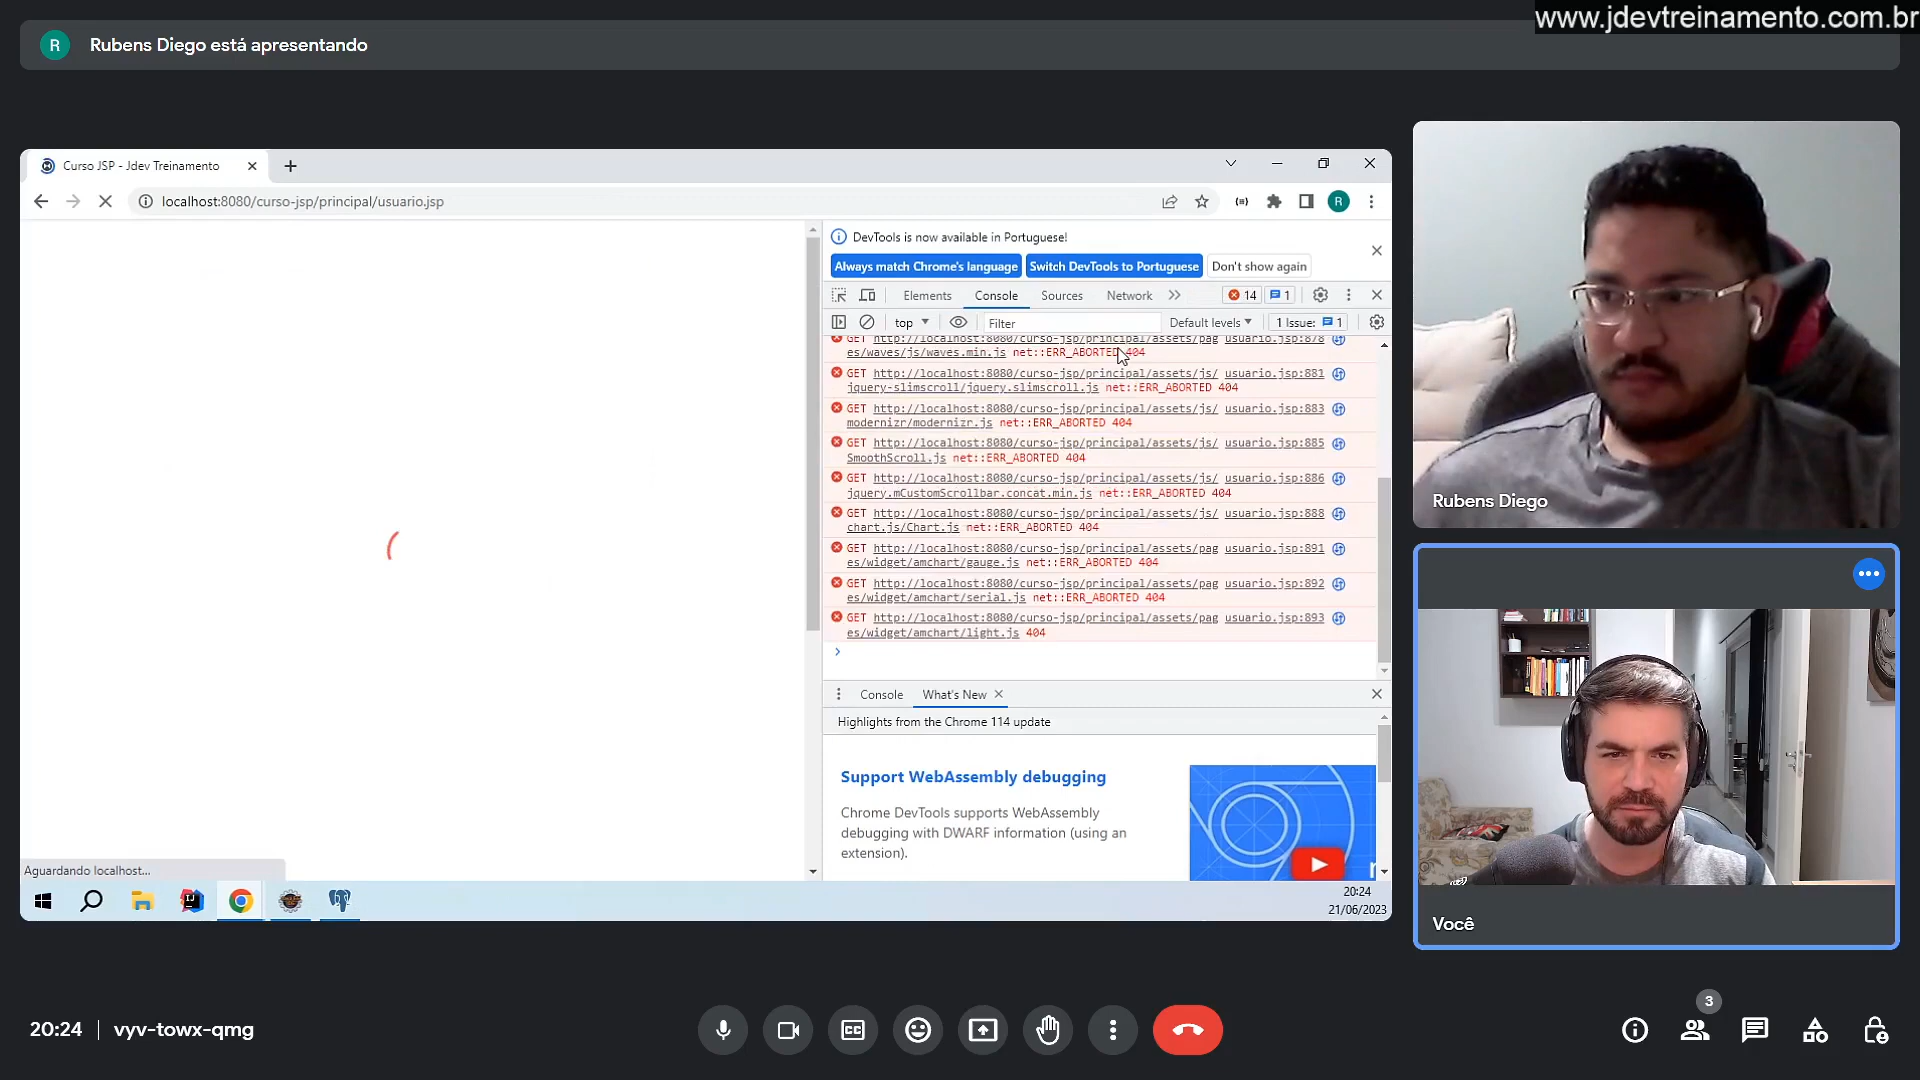 www.jdevtreinamento.com.br
R
Rubens Diego está apresentando
Curso JSP - Jdev Treinamento
localhost:8080/curso-jsp/principal/usuario.jsp
R
DevTools is now available in Portuguese!
Always match Chrome's language
Switch DevTools to Portuguese
Don't show again
Elements
Console
Sources
Network
14
1
top
Filter
Default levels
1 Issue:
1
GET http://localhost:8080/curso-jsp/principal/assets/pag usuario.jsp:878
es/waves/js/waves.min.js net::ERR_ABORTED 404
GET http://localhost:8080/curso-jsp/principal/assets/js/ usuario.jsp:881
jquery-slimscroll/jquery.slimscroll.js net::ERR_ABORTED 404
GET http://localhost:8080/curso-jsp/principal/assets/js/ usuario.jsp:883
modernizr/modernizr.js net::ERR_ABORTED 404
GET http://localhost:8080/curso-jsp/principal/assets/js/ usuario.jsp:885
SmoothScroll.js net::ERR_ABORTED 404
GET http://localhost:8080/curso-jsp/principal/assets/js/ usuario.jsp:886
jquery.mCustomScrollbar.concat.min.js net::ERR_ABORTED 404
GET http://localhost:8080/curso-jsp/principal/assets/js/ usuario.jsp:888
chart.js/Chart.js net::ERR_ABORTED 404
GET http://localhost:8080/curso-jsp/principal/assets/pag usuario.jsp:891
es/widget/amchart/gauge.js net::ERR_ABORTED 404
GET http://localhost:8080/curso-jsp/principal/assets/pag usuario.jsp:892
es/widget/amchart/serial.js net::ERR_ABORTED 404
GET http://localhost:8080/curso-jsp/principal/assets/pag usuario.jsp:893
es/widget/amchart/light.js 404
Console
What's New
Highlights from the Chrome 114 update
Support WebAssembly debugging
Chrome DevTools supports WebAssembly
debugging with DWARF information (using an
extension).
Aguardando localhost...
20:24
21/06/2023
Rubens Diego
Você
20:24
vyv-towx-qmg
3